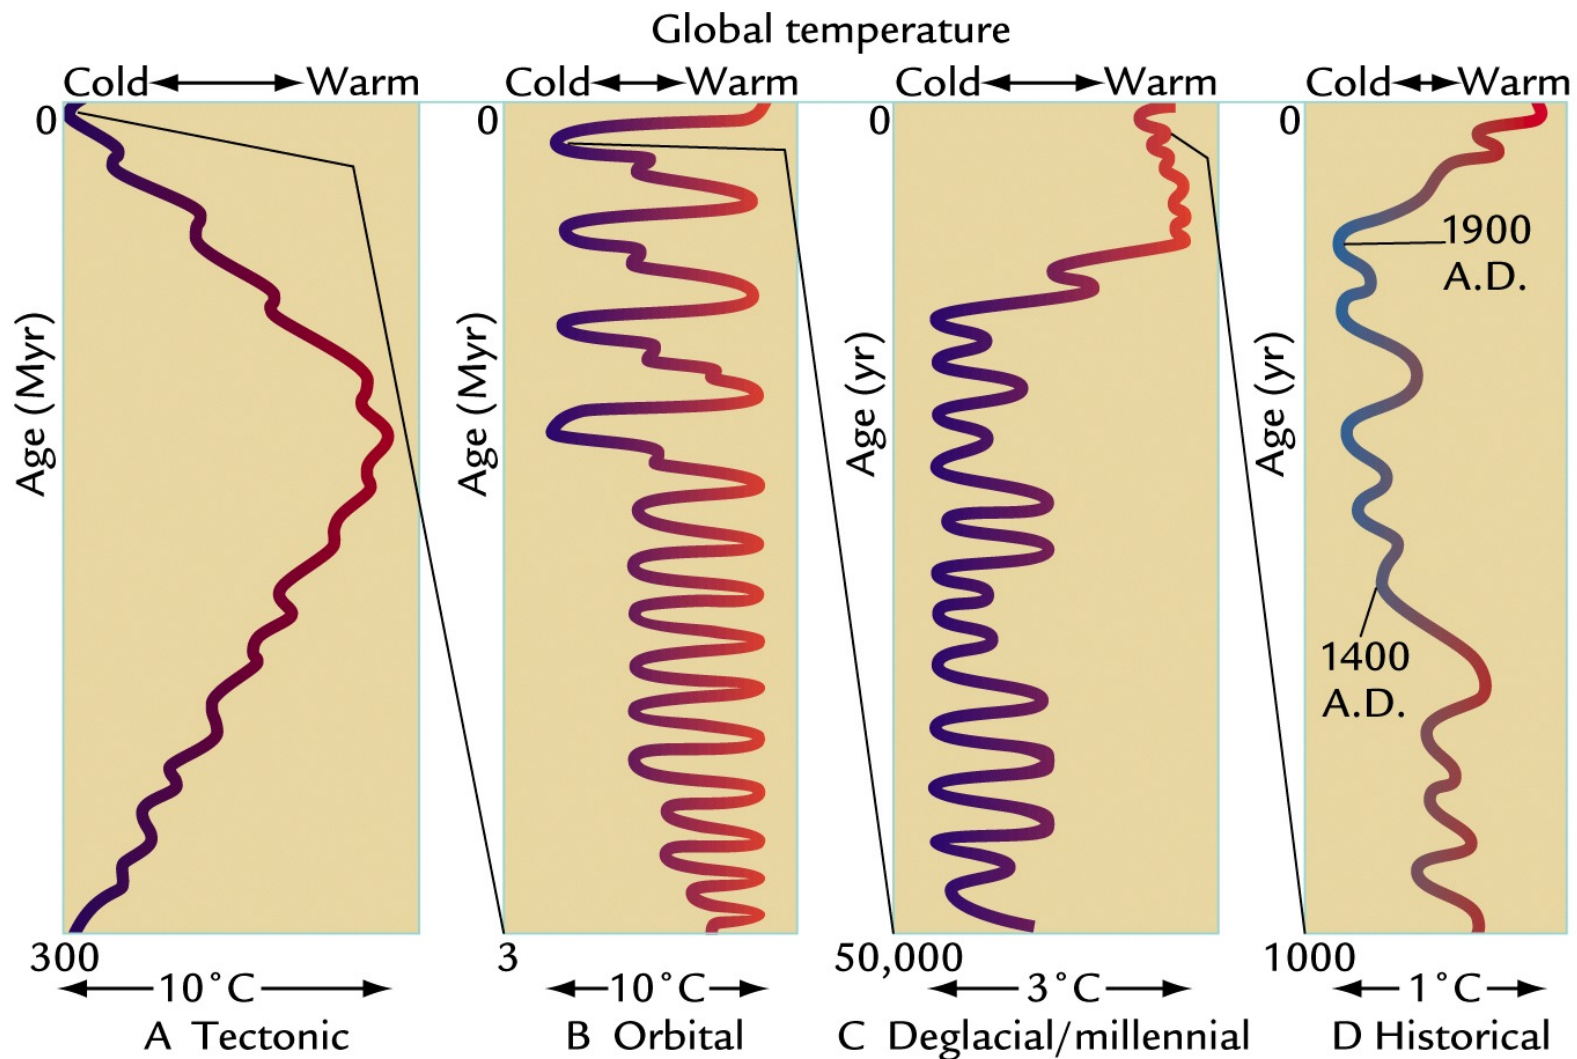 Global temperature
Cold Warm
Cold Warm
Cold Warm
Cold Warm
0
0
0
0
Age (Myr)
Age (Myr)
Age (yr)
Age (yr)
1900
A.D.
1400
A.D.
300
3
50,000
1000
10°C
10°C
3°C
1°C
A Tectonic
B Orbital
C Deglacial/millennial
D Historical